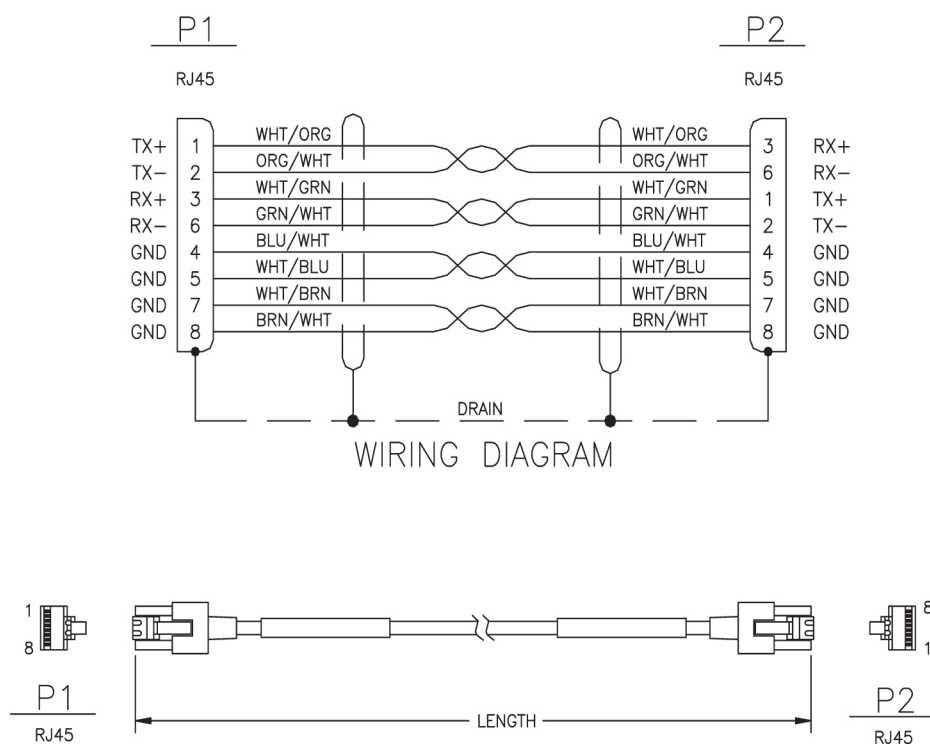 P1 P2
RJ45 RJ45
TX+ 1 WHT/ORG WHT/ORG 3 RX+
TX- 2 ORG/WHT ORG/WHT 6 RX-
RX+ 3 WHT/GRN WHT/GRN 1 TX+
RX- 6 GRN/WHT GRN/WHT 2 TX-
GND 4 BLU/WHT BLU/WHT 4 GND
GND 5 WHT/BLU WHT/BLU 5 GND
GND 7 WHT/BRN WHT/BRN 7 GND
GND 8 BRN/WHT BRN/WHT 8 GND
DRAIN
WIRING DIAGRAM
1 8
8 1
P1 LENGTH P2
RJ45 RJ45